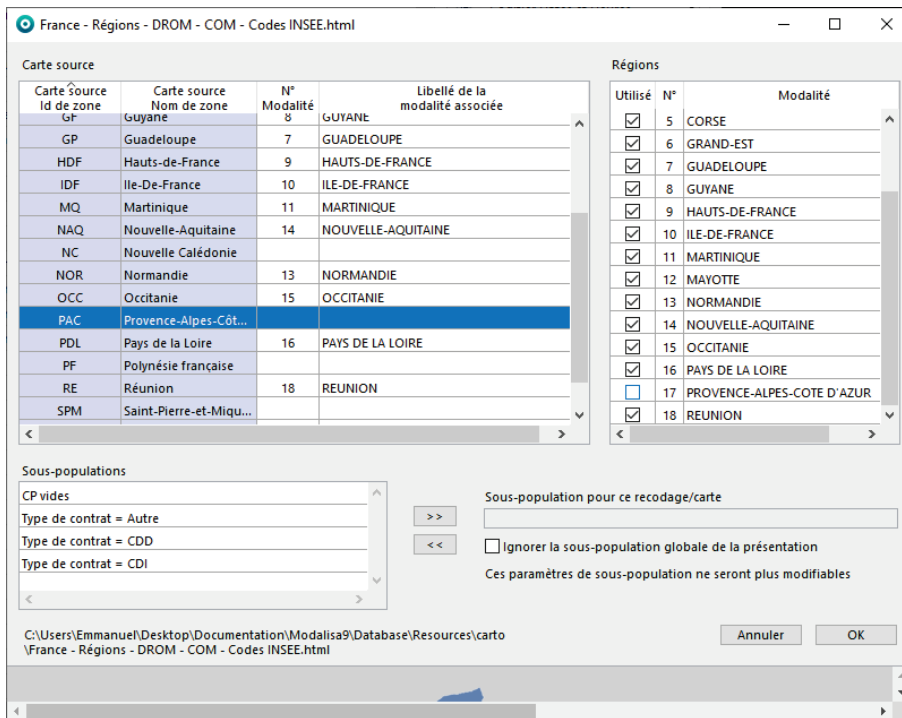 France - Régions - DROM - COM - Codes INSEE.html
Carte source
Carte source Id de zone Carte source Nom de zone N° Modalité Libellé de la modalité associée
GF Guyane 8 GUYANE
GP Guadeloupe 7 GUADELOUPE
HDF Hauts-de-France 9 HAUTS-DE-FRANCE
IDF Ile-De-France 10 ILE-DE-FRANCE
MQ Martinique 11 MARTINIQUE
NAQ Nouvelle-Aquitaine 14 NOUVELLE-AQUITAINE
NC Nouvelle Calédonie
NOR Normandie 13 NORMANDIE
OCC Occitanie 15 OCCITANIE
PAC Provence-Alpes-Côt...
PDL Pays de la Loire 16 PAYS DE LA LOIRE
PF Polynésie française
RE Réunion 18 REUNION
SPM Saint-Pierre-et-Miqu...
Régions
Utilisé N° Modalité
5 CORSE
6 GRAND-EST
7 GUADELOUPE
8 GUYANE
9 HAUTS-DE-FRANCE
10 ILE-DE-FRANCE
11 MARTINIQUE
12 MAYOTTE
13 NORMANDIE
14 NOUVELLE-AQUITAINE
15 OCCITANIE
16 PAYS DE LA LOIRE
17 PROVENCE-ALPES-COTE D'AZUR
18 REUNION
Sous-populations
CP vides
Type de contrat = Autre
Type de contrat = CDD
Type de contrat = CDI
>>
<<
Sous-population pour ce recodage/carte
Ignorer la sous-population globale de la présentation
Ces paramètres de sous-population ne seront plus modifiables
C:\Users\Emmanuel\Desktop\Documentation\Modalisa9\Database\Resources\carto
\France - Régions - DROM - COM - Codes INSEE.html
Annuler OK